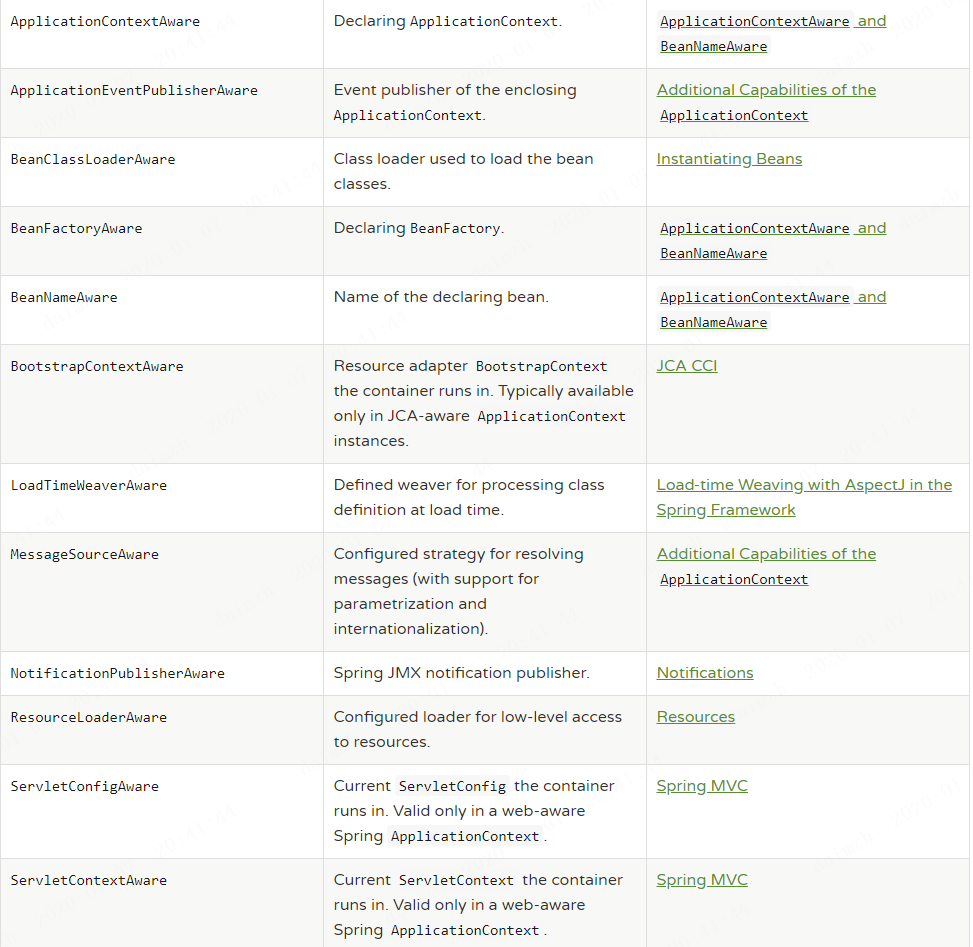 ApplicationContextAware
Declaring ApplicationContext.
ApplicationContextAware and
BeanNameAware
ApplicationEventPublisherAware
Event publisher of the enclosing
ApplicationContext.
Additional Capabilities of the
ApplicationContext
BeanClassLoaderAware
Class loader used to load the bean
classes.
Instantiating Beans
BeanFactoryAware
Declaring BeanFactory.
ApplicationContextAware and
BeanNameAware
BeanNameAware
Name of the declaring bean.
ApplicationContextAware and
BeanNameAware
BootstrapContextAware
Resource adapter BootstrapContext
the container runs in. Typically available
only in JCA-aware ApplicationContext
instances.
JCA CCI
LoadTimeWeaverAware
Defined weaver for processing class
definition at load time.
Load-time Weaving with AspectJ in the
Spring Framework
MessageSourceAware
Configured strategy for resolving
messages (with support for
parametrization and
internationalization).
Additional Capabilities of the
ApplicationContext
NotificationPublisherAware
Spring JMX notification publisher.
Notifications
ResourceLoaderAware
Configured loader for low-level access
to resources.
Resources
ServletConfigAware
Current ServletConfig the container
runs in. Valid only in a web-aware
Spring ApplicationContext.
Spring MVC
ServletContextAware
Current ServletContext the container
runs in. Valid only in a web-aware
Spring ApplicationContext.
Spring MVC